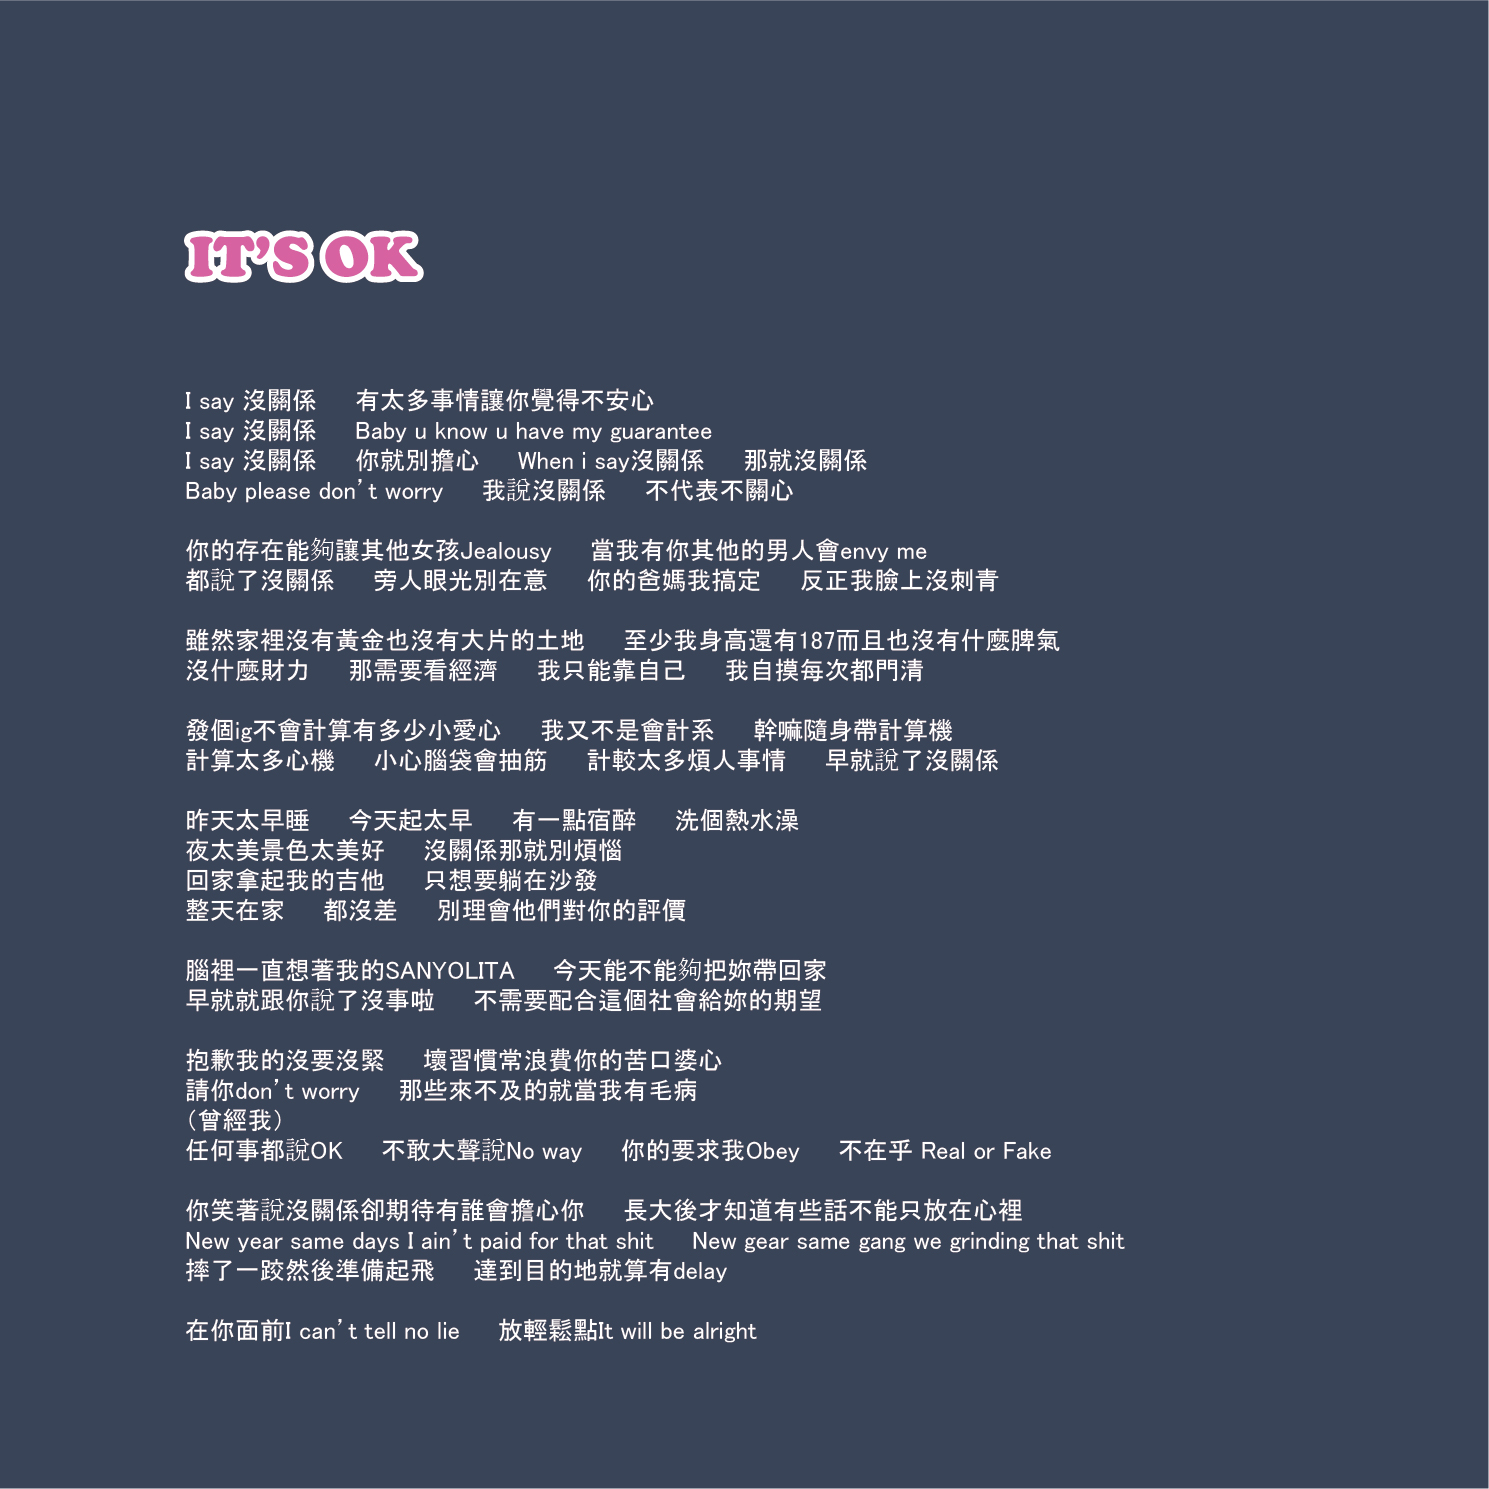 IT'S OK
I say 沒關係 有太多事情讓你覺得不安心
I say 沒關係 Baby u know u have my guarantee
I say 沒關係 你就別擔心 When i say沒關係 那就沒關係
Baby please don't worry 我說沒關係 不代表不關心
你的存在能夠讓其他女孩Jealousy 當我有你其他的男人會envy me
都說了沒關係 旁人眼光別在意 你的爸媽我搞定 反正我臉上沒刺青
雖然家裡沒有黃金也沒有大片的土地 至少我身高還有187而且也沒有什麼脾氣
沒什麼財力 那需要看經濟 我只能靠自己 我自摸每次都門清
發個ig不會計算有多少小愛心 我又不是會計系 幹嘛隨身帶計算機
計算太多心機 小心腦袋會抽筋 計較太多煩人事情 早就說了沒關係
昨天太早睡 今天起太早 有一點宿醉 洗個熱水澡
夜太美景色太美好 沒關係那就別煩惱
回家拿起我的吉他 只想要躺在沙發
整天在家 都沒差 別理會他們對你的評價
腦裡一直想著我的SANYOLITA 今天能不能夠把妳帶回家
早就就跟你說了沒事啦 不需要配合這個社會給妳的期望
抱歉我的沒要沒緊 壞習慣常浪費你的苦口婆心
請你don't worry 那些來不及的就當我有毛病
（曾經我）
任何事都說OK 不敢大聲說No way 你的要求我Obey 不在乎 Real or Fake
你笑著說沒關係卻期待有誰會擔心你 長大後才知道有些話不能只放在心裡
New year same days I ain't paid for that shit New gear same gang we grinding that shit
摔了一跤然後準備起飛 達到目的地就算有delay
在你面前I can't tell no lie 放輕鬆點It will be alright